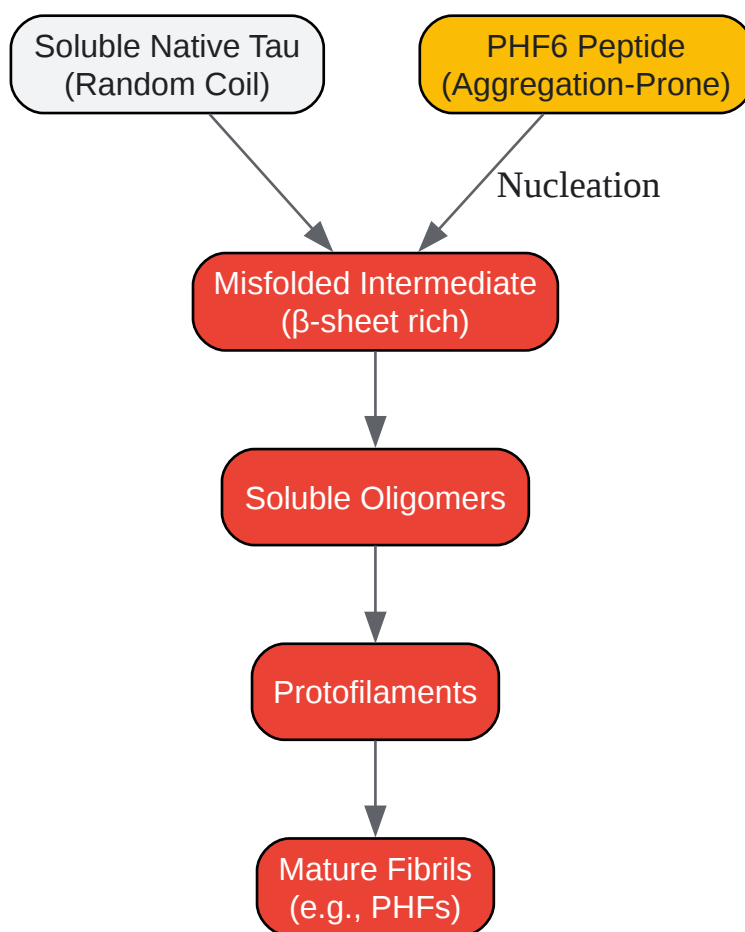 Soluble Native Tau
(Random Coil)
PHF6 Peptide
(Aggregation-Prone)
Nucleation
Misfolded Intermediate
(β-sheet rich)
Soluble Oligomers
Protofilaments
Mature Fibrils
(e.g., PHFs)